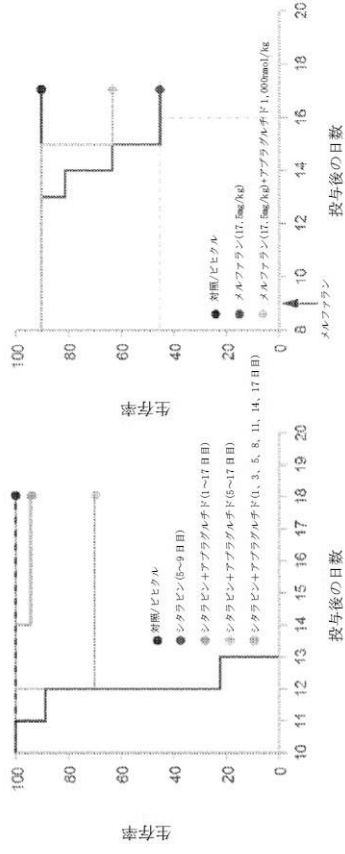 生存率
100
80
60
40
20
0
10
11
12
13
14
15
16
17
18
19
20
投与後の日数
対照/ビヒクル
シタラビン(5~9日目)
シタラビン+アプラグルチド(1~17日目)
シタラビン+アプラグルチド(5~17日目)
シタラビン+アプラグルチド(1、3、5、8、11、14、17日目)
生存率
100
80
60
40
20
0
8
10
12
14
16
18
20
メルファラン
投与後の日数
対照/ビヒクル
メルファラン(17.5mg/kg)
メルファラン(17.5mg/kg)+アプラグルチド1,000nmol/kg